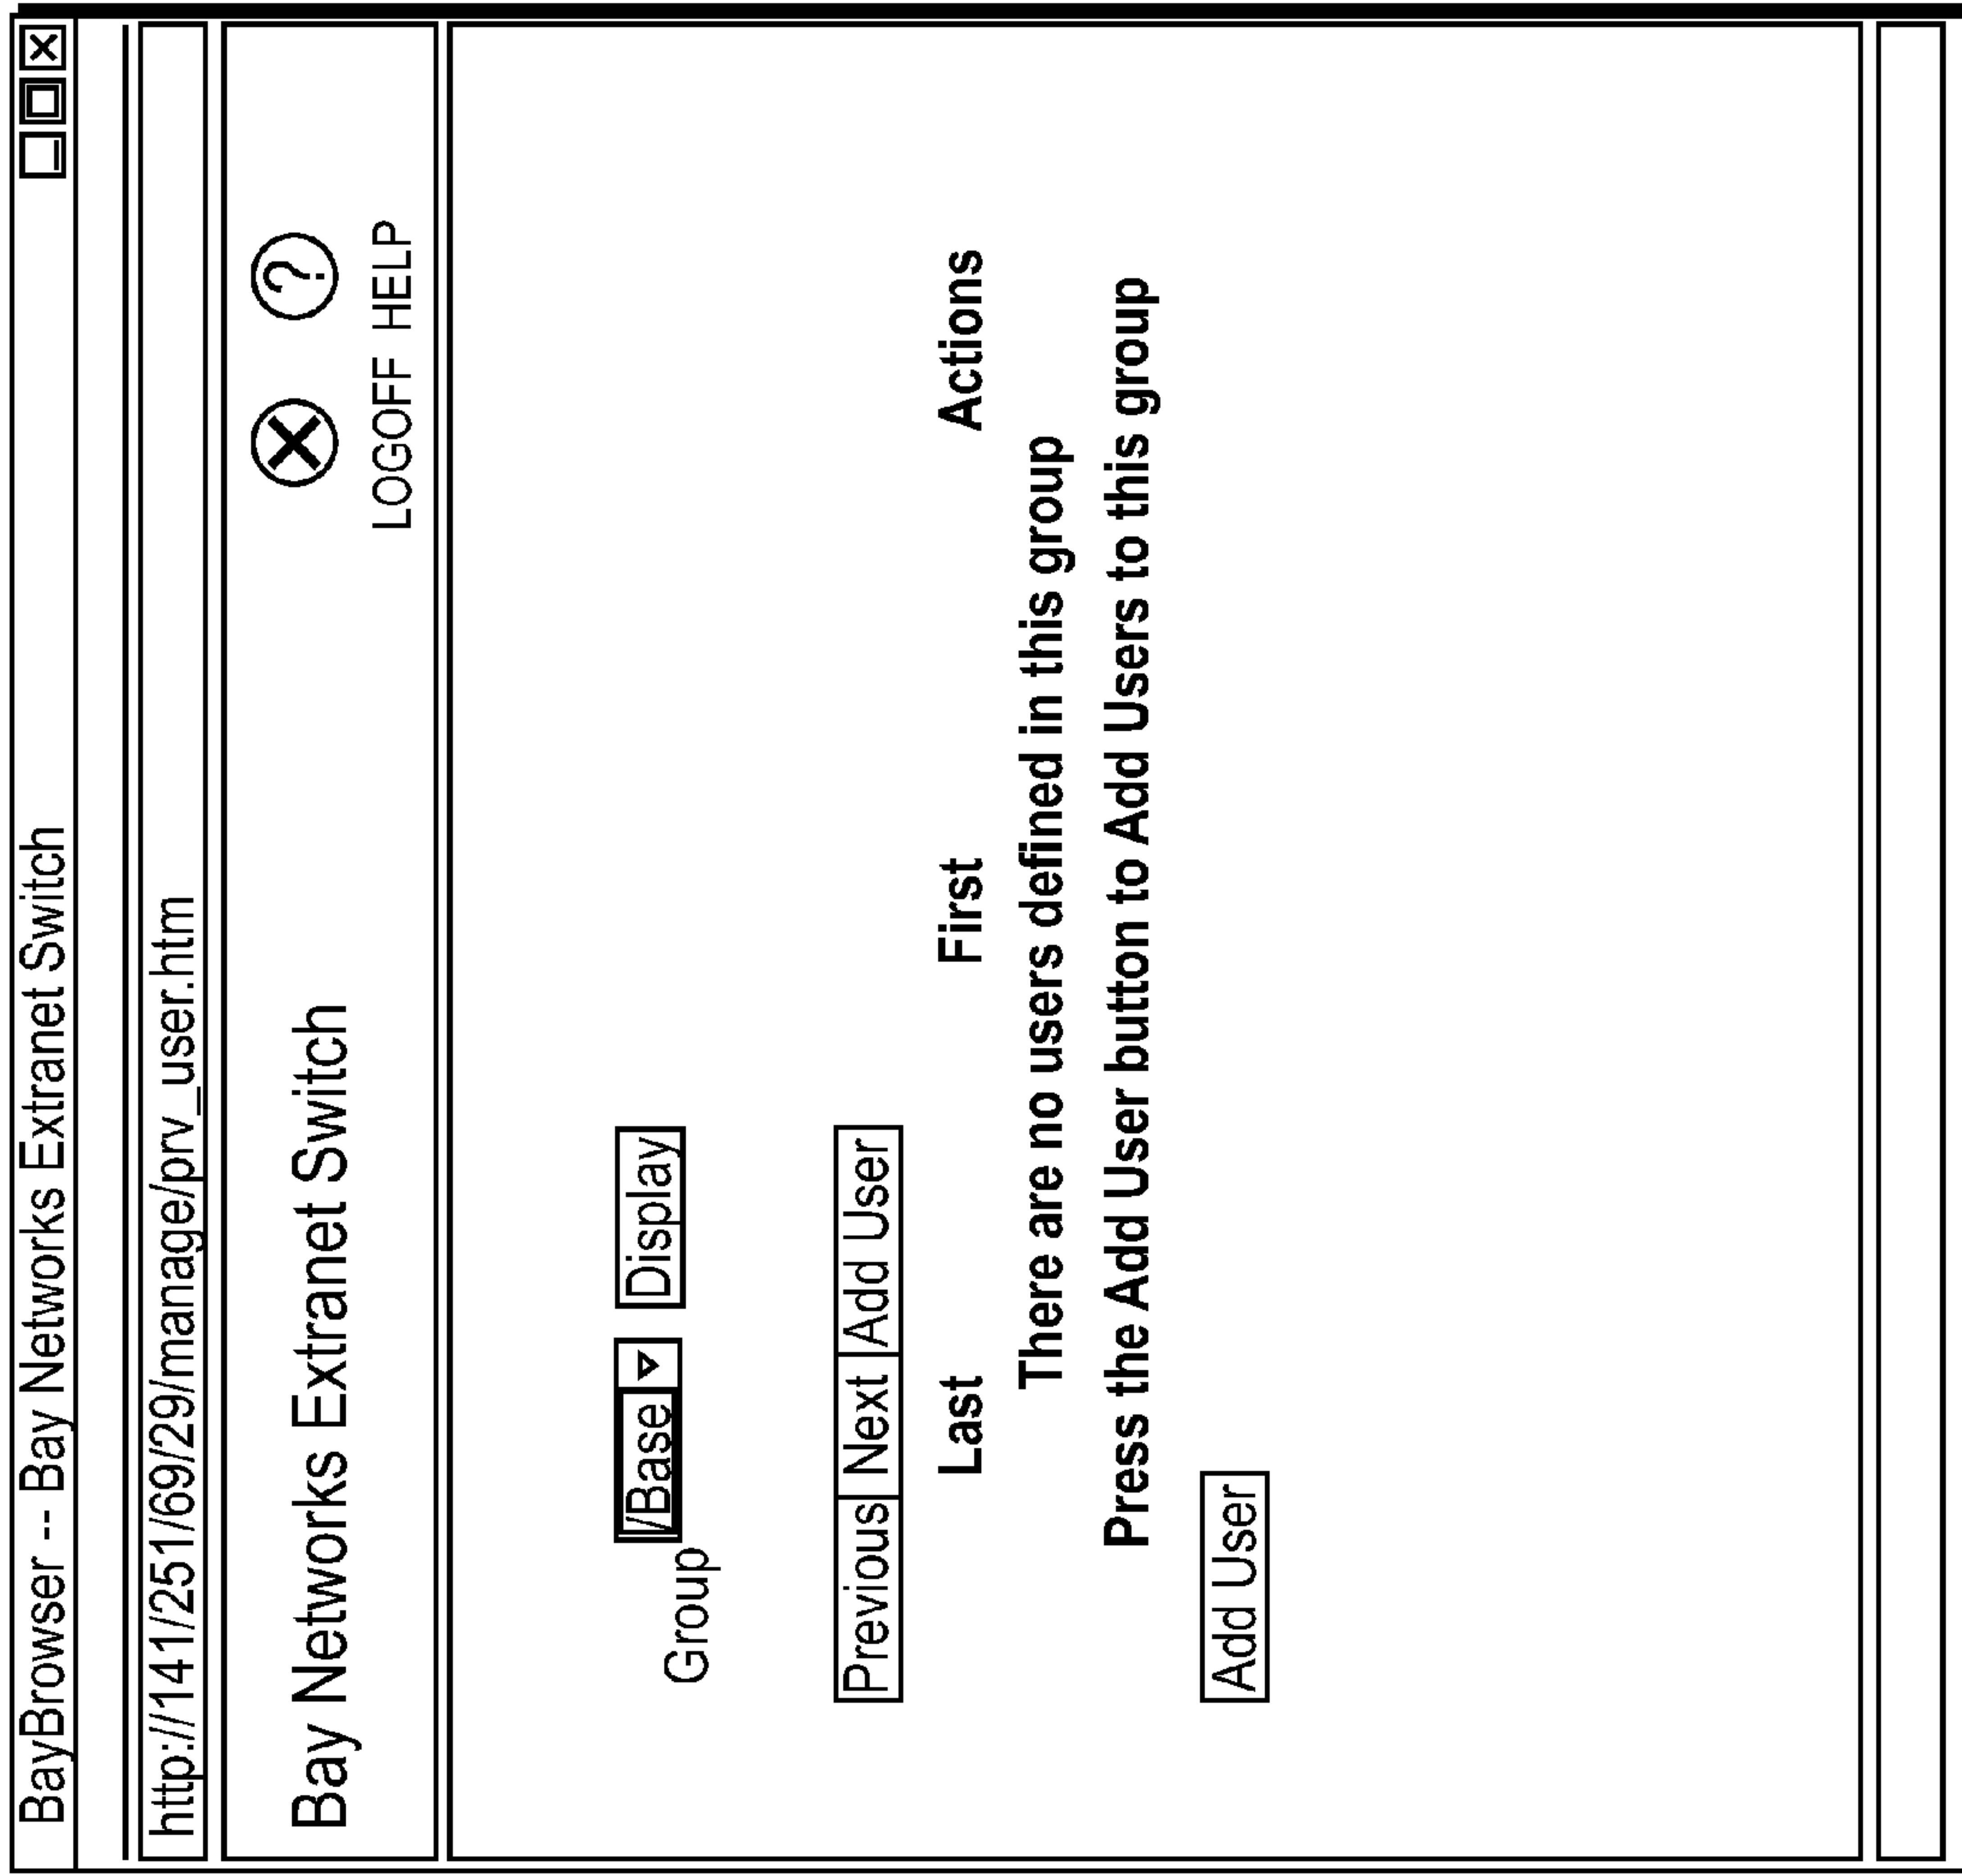 BayBrowser -- Bay Networks Extranet Switch
http://141/251/69/29/manage/prv_user.htm
Bay Networks Extranet Switch
?
LOGOFF HELP
/Base Display
Group
Previous Next Add User
Last First Actions
There are no users defined in this group
Press the Add User button to Add Users to this group
Add User